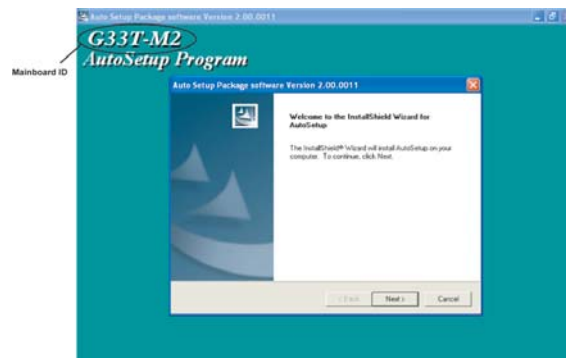 Auto Setup Package software Version 2.00.0011
G33T-M2
AutoSetup Program
Mainboard ID
Auto Setup Package software Version 2.00.0011
Welcome to the InstallShield Wizard for
AutoSetup
The InstallShield® Wizard will install AutoSetup on your
computer. To continue, click Next.
< Back
Next >
Cancel